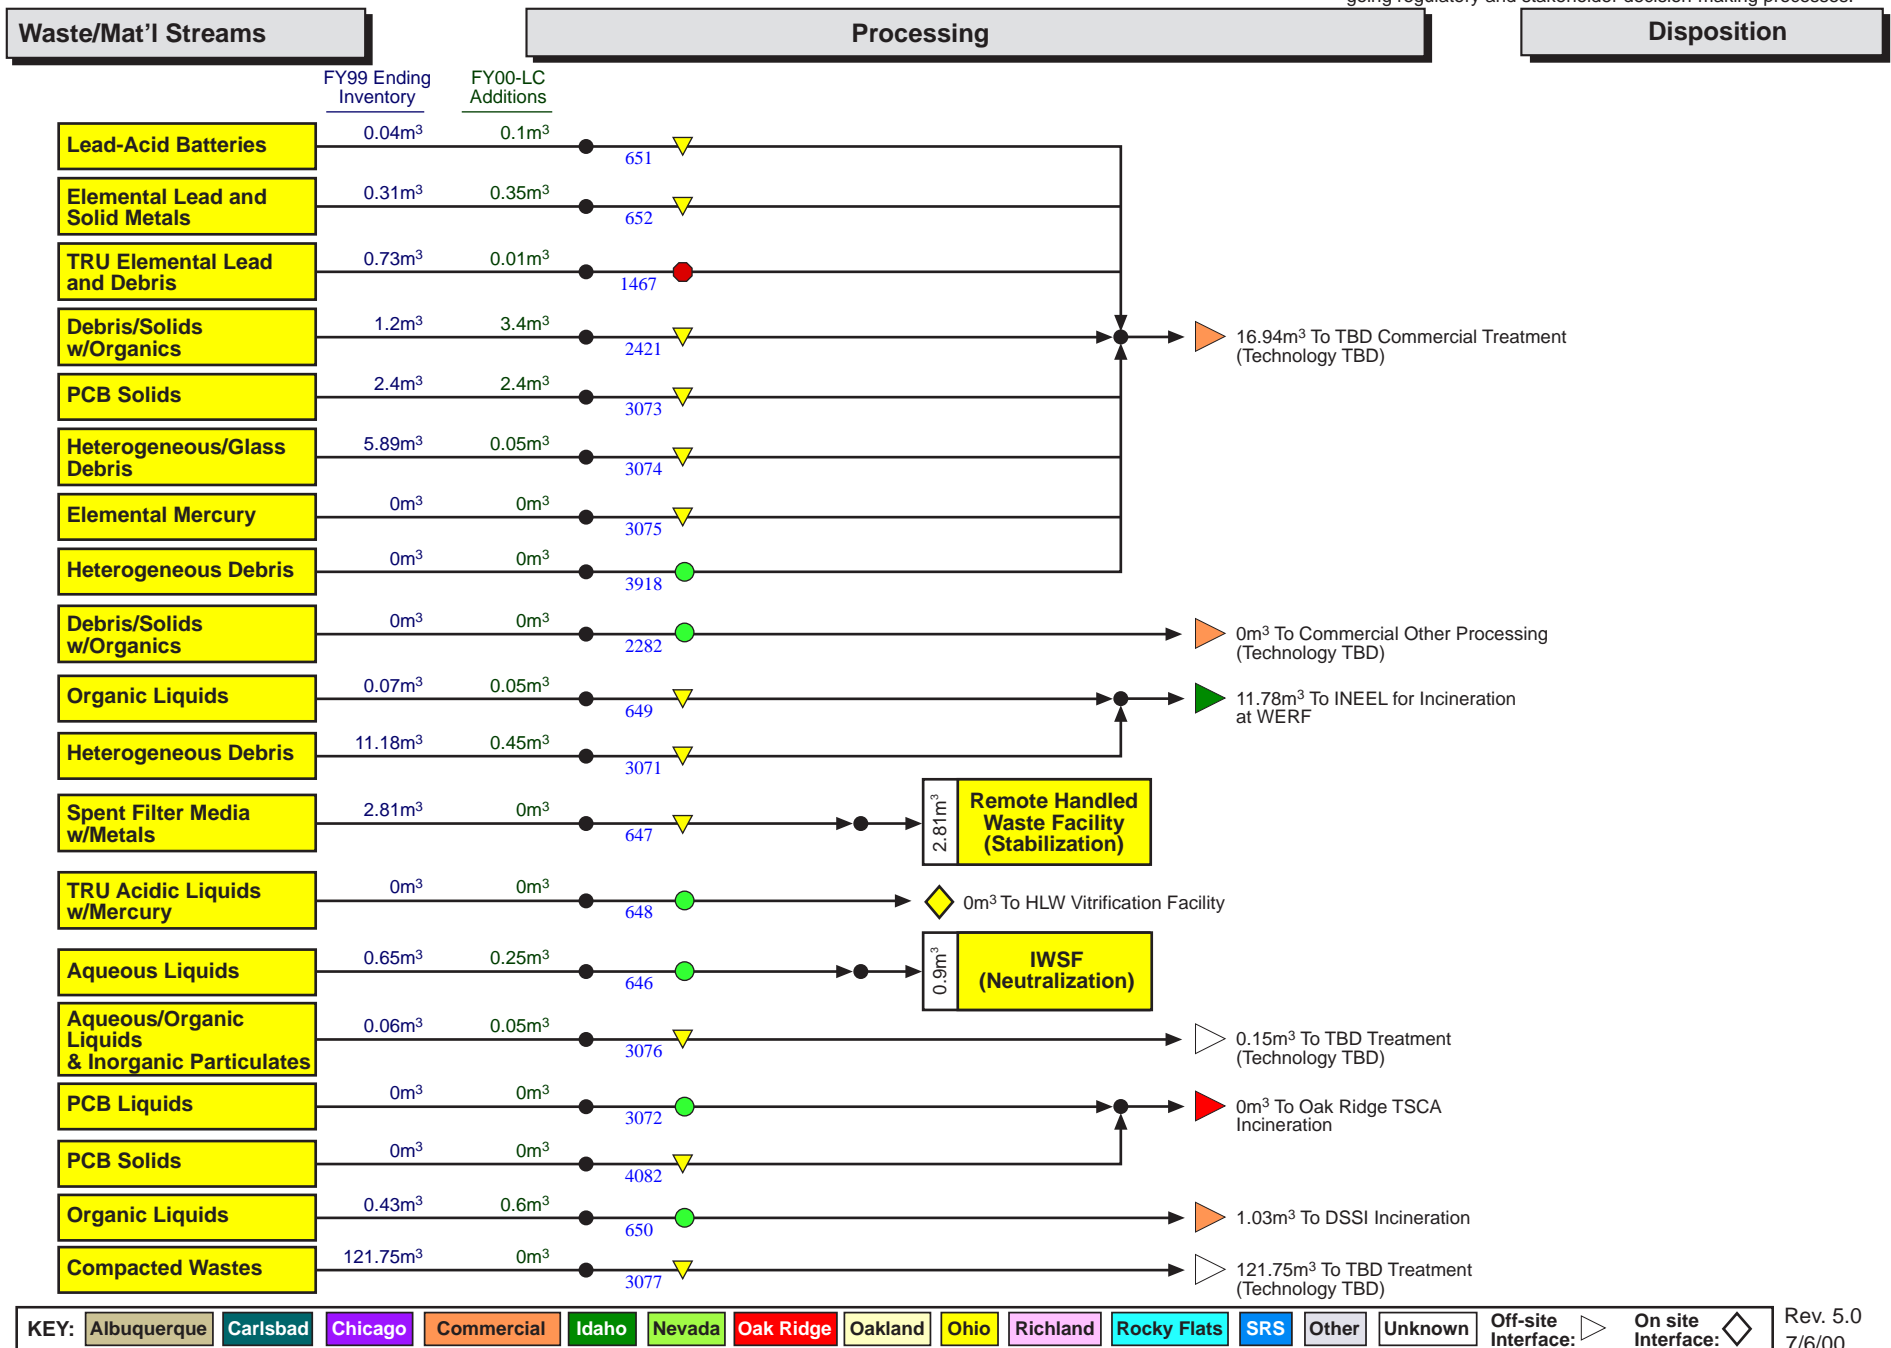 going regulatory and stakeholder decision making processes.
Waste/Mat'l Streams
Processing
Disposition
FY99 Ending
Inventory
FY00-LC
Additions
Lead-Acid Batteries
0.04m³
0.1m³
651
Elemental Lead and
Solid Metals
0.31m³
0.35m³
652
TRU Elemental Lead
and Debris
0.73m³
0.01m³
1467
Debris/Solids
w/Organics
1.2m³
3.4m³
2421
16.94m³ To TBD Commercial Treatment
(Technology TBD)
PCB Solids
2.4m³
2.4m³
3073
Heterogeneous/Glass
Debris
5.89m³
0.05m³
3074
Elemental Mercury
0m³
0m³
3075
Heterogeneous Debris
0m³
0m³
3918
Debris/Solids
w/Organics
0m³
0m³
2282
0m³ To Commercial Other Processing
(Technology TBD)
Organic Liquids
0.07m³
0.05m³
649
11.78m³ To INEEL for Incineration
at WERF
Heterogeneous Debris
11.18m³
0.45m³
3071
Spent Filter Media
w/Metals
2.81m³
0m³
647
2.81m³
Remote Handled
Waste Facility
(Stabilization)
TRU Acidic Liquids
w/Mercury
0m³
0m³
648
0m³ To HLW Vitrification Facility
Aqueous Liquids
0.65m³
0.25m³
646
0.9m³
IWSF
(Neutralization)
Aqueous/Organic
Liquids
& Inorganic Particulates
0.06m³
0.05m³
3076
0.15m³ To TBD Treatment
(Technology TBD)
PCB Liquids
0m³
0m³
3072
0m³ To Oak Ridge TSCA
Incineration
PCB Solids
0m³
0m³
4082
Organic Liquids
0.43m³
0.6m³
650
1.03m³ To DSSI Incineration
Compacted Wastes
121.75m³
0m³
3077
121.75m³ To TBD Treatment
(Technology TBD)
KEY:
Albuquerque
Carlsbad
Chicago
Commercial
Idaho
Nevada
Oak Ridge
Oakland
Ohio
Richland
Rocky Flats
SRS
Other
Unknown
Off-site
Interface:
On site
Interface:
Rev. 5.0
7/6/00